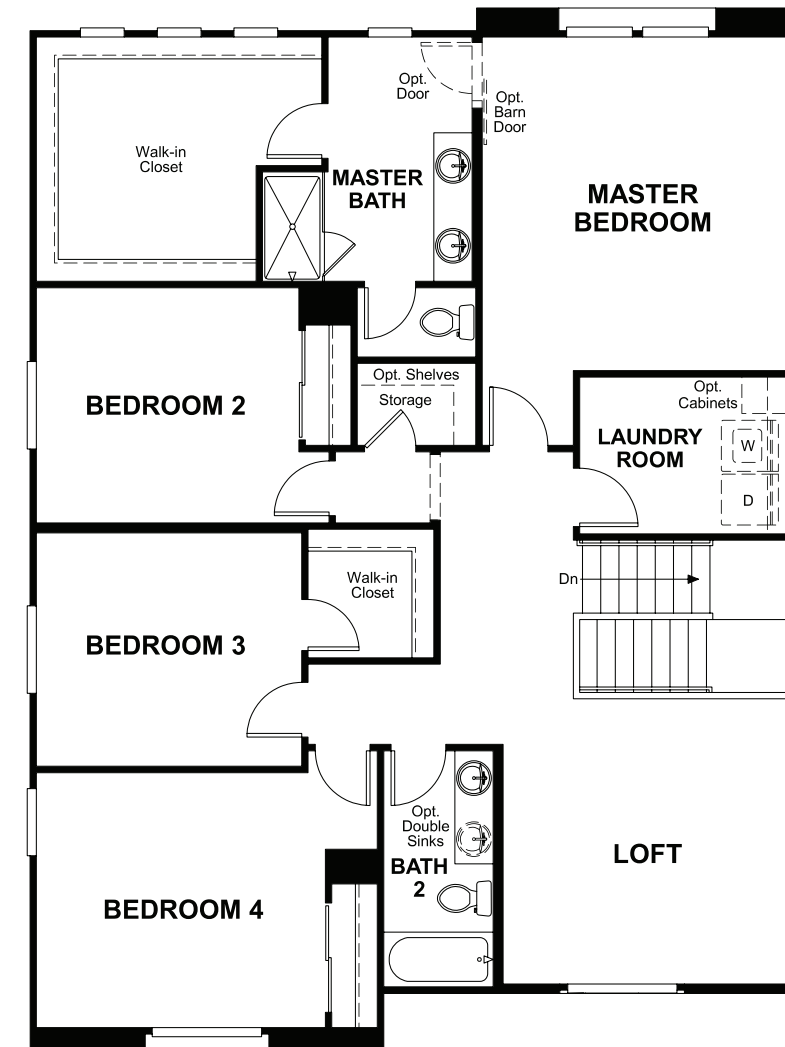 Opt.
Door
Opt.
Barn
Door
Walk-in
Closet
MASTER
BATH
MASTER
BEDROOM
Opt. Shelves
Storage
BEDROOM 2
Opt.
Cabinets
LAUNDRY
ROOM
W
D
Walk-in
Closet
Dn
BEDROOM 3
Opt.
Double
Sinks
BATH
2
LOFT
BEDROOM 4